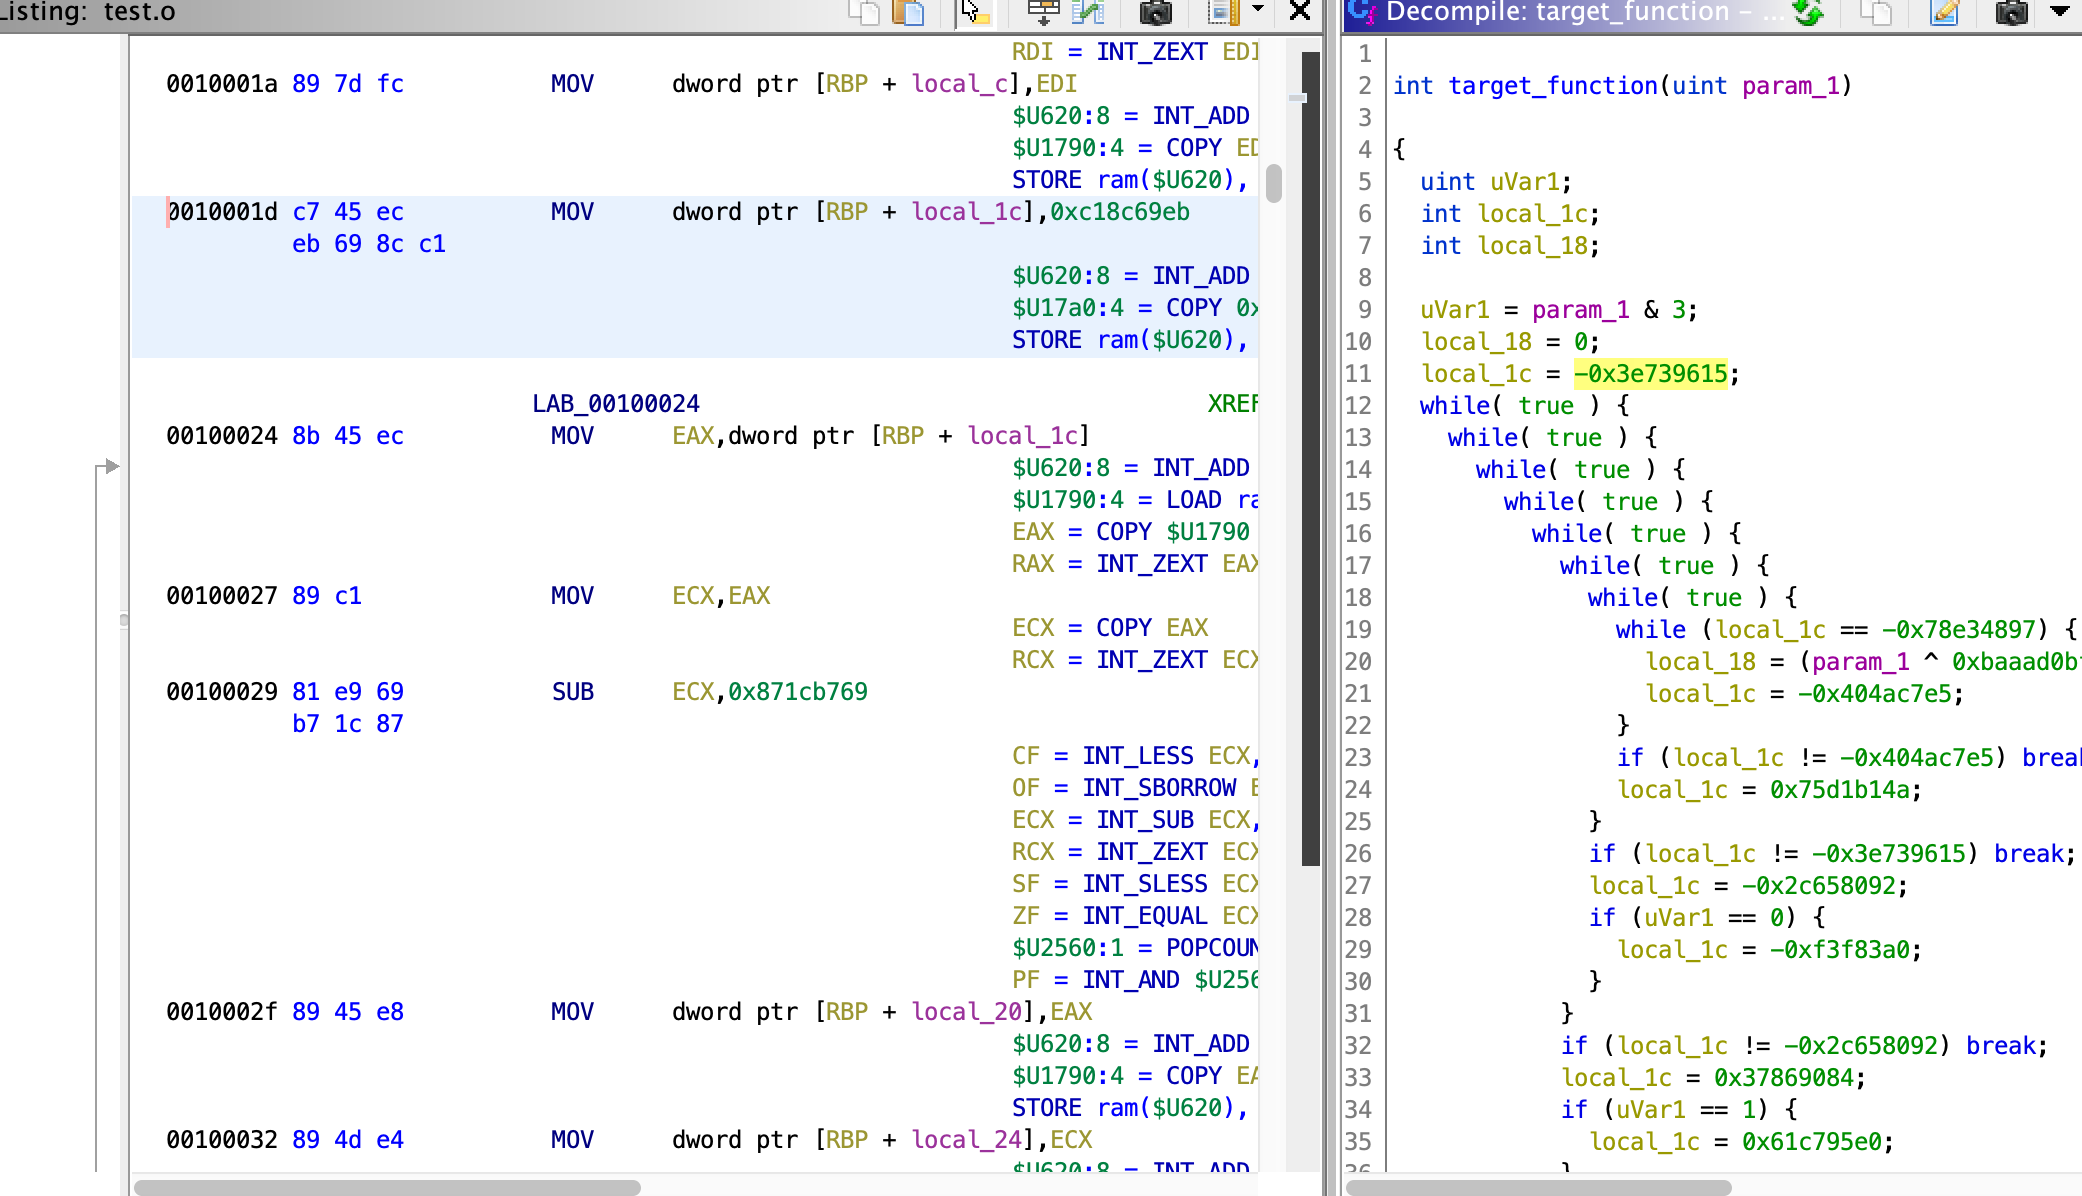 Listing: test.o
RDI = INT_ZEXT EDI
0010001a 89 7d fc MOV dword ptr [RBP + local_c],EDI
$U620:8 = INT_ADD
$U1790:4 = COPY
STORE ram($U620),
0010001d c7 45 ec MOV dword ptr [RBP + local_1c],0xc18c69eb
eb 69 8c c1
$U620:8 = INT_ADD
$U17a0:4 = COPY 0x
STORE ram($U620),
LAB_00100024 XREF
00100024 8b 45 ec MOV EAX,dword ptr [RBP + local_1c]
$U620:8 = INT_ADD
$U1790:4 = LOAD ra
EAX = COPY $U1790
RAX = INT_ZEXT EAX
00100027 89 c1 MOV ECX,EAX
ECX = COPY EAX
RCX = INT_ZEXT ECX
00100029 81 e9 69 SUB ECX,0x871cb769
b7 1c 87
CF = INT_LESS ECX,
OF = INT_SBORROW
ECX = INT_SUB ECX,
RCX = INT_ZEXT ECX
SF = INT_SLESS ECX
ZF = INT_EQUAL ECX
$U2560:1 = POPCOUN
PF = INT_AND $U256
0010002f 89 45 e8 MOV dword ptr [RBP + local_20],EAX
$U620:8 = INT_ADD
$U1790:4 = COPY EA
STORE ram($U620),
00100032 89 4d e4 MOV dword ptr [RBP + local_24],ECX
$U620:8 = INT_ADD
Decompile: target_function - ...
1
2 int target_function(uint param_1)
3
4 {
5 uint uVar1;
6 int local_1c;
7 int local_18;
8
9 uVar1 = param_1 & 3;
10 local_18 = 0;
11 local_1c = -0x3e739615;
12 while( true ) {
13 while( true ) {
14 while( true ) {
15 while( true ) {
16 while( true ) {
17 while( true ) {
18 while( true ) {
19 while (local_1c == -0x78e34897) {
20 local_18 = (param_1 ^ 0xbaaad0b
21 local_1c = -0x404ac7e5;
22 }
23 if (local_1c != -0x404ac7e5) break
24 local_1c = 0x75d1b14a;
25 }
26 if (local_1c != -0x3e739615) break;
27 local_1c = -0x2c658092;
28 if (uVar1 == 0) {
29 local_1c = -0xf3f83a0;
30 }
31 }
32 if (local_1c != -0x2c658092) break;
33 local_1c = 0x37869084;
34 if (uVar1 == 1) {
35 local_1c = 0x61c795e0;
36 }